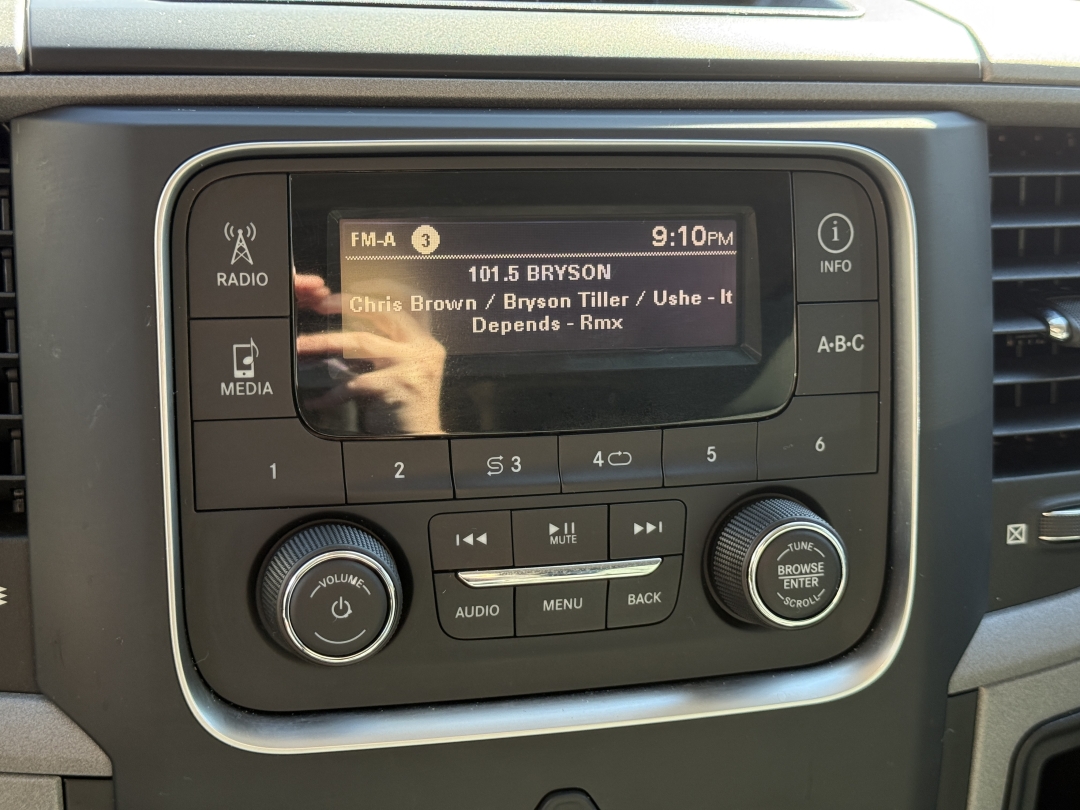 FM-A 3 9:10PM
101.5 BRYSON
Chris Brown / Bryson Tiller / Ushe - It
Depends - Rmx
RADIO
INFO
MEDIA
A·B·C
1
2
3
4
5
6
MUTE
VOLUME
AUDIO
MENU
BACK
TUNE
BROWSE
ENTER
SCROLL